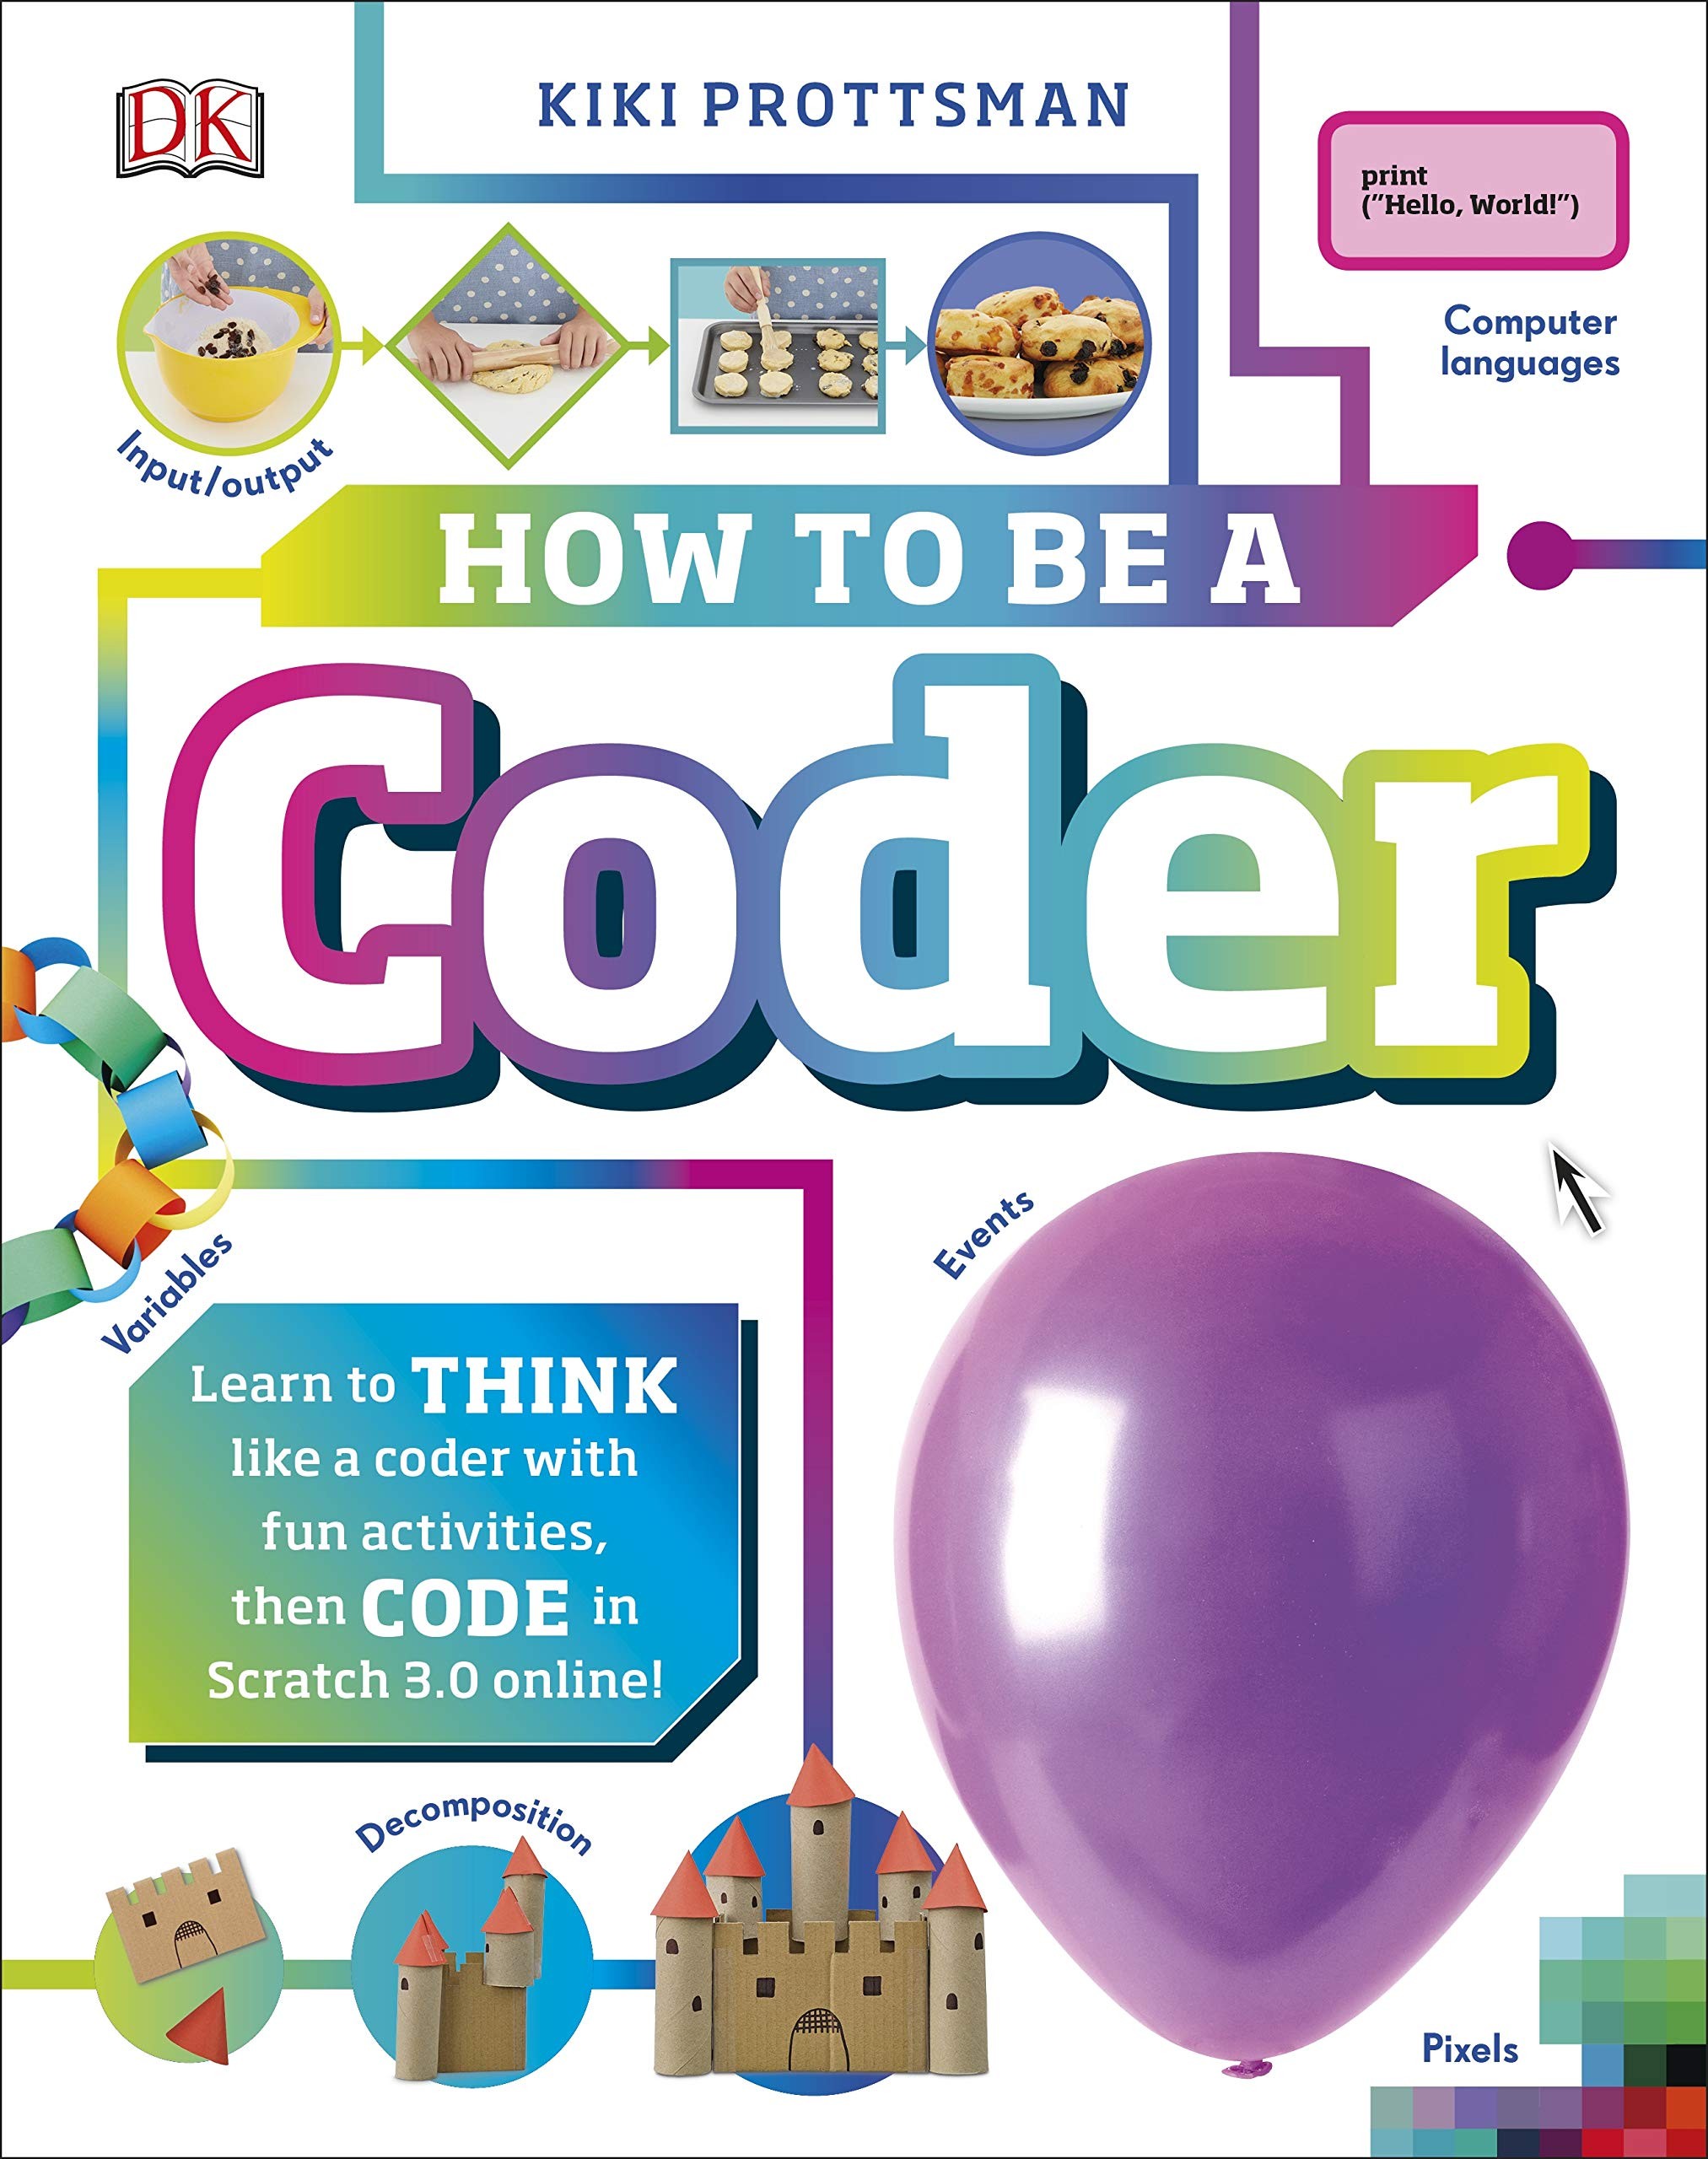 DK
KIKI PROTTSMAN
print
("Hello, World!")
Computer
languages
Input/output
HOW TO BE A
Coder
Variables
Events
Learn to THINK
like a coder with
fun activities,
then CODE in
Scratch 3.0 online!
Decomposition
Pixels